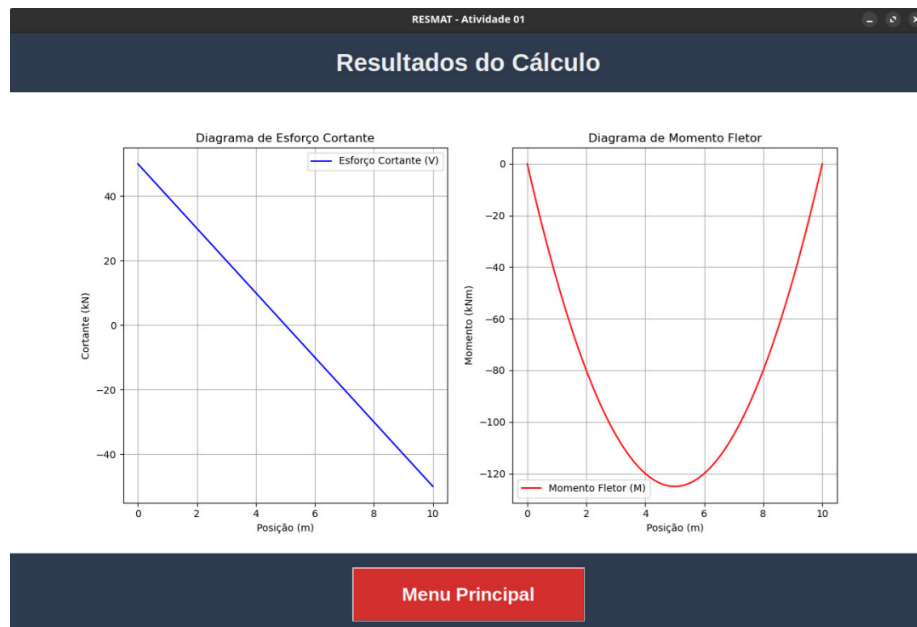 RESMAT - Atividade 01
Resultados do Cálculo
Diagrama de Esforço Cortante
Esforço Cortante (V)
Cortante (kN)
40
20
0
−20
−40
0 2 4 6 8 10
Posição (m)
Diagrama de Momento Fletor
Momento (kNm)
0
−20
−40
−60
−80
−100
−120
Momento Fletor (M)
0 2 4 6 8 10
Posição (m)
Menu Principal